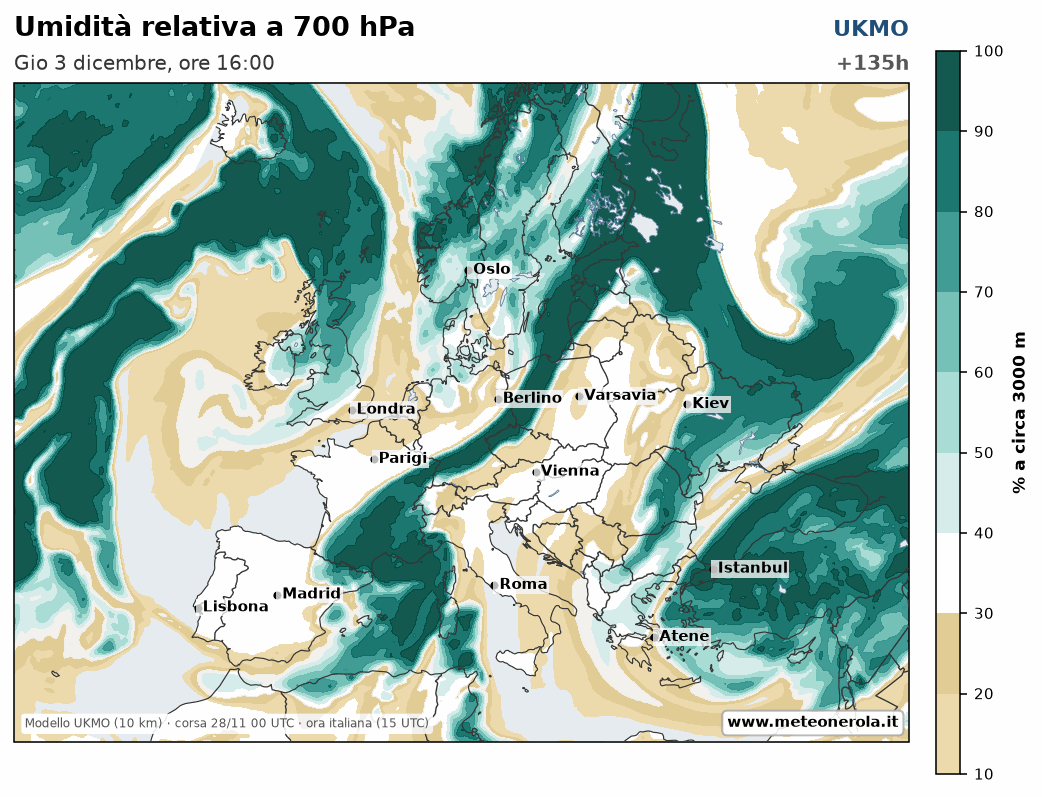 Umidità relativa a 700 hPa
UKMO
Gio 3 dicembre, ore 16:00
+135h
100
90
80
70
60
50
40
30
20
10
% a circa 3000 m
Oslo
Berlino
Varsavia
Kiev
Londra
Parigi
Vienna
Istanbul
Roma
Madrid
Lisbona
Atene
Modello UKMO (10 km) · corsa 28/11 00 UTC · ora italiana (15 UTC)
www.meteonerola.it